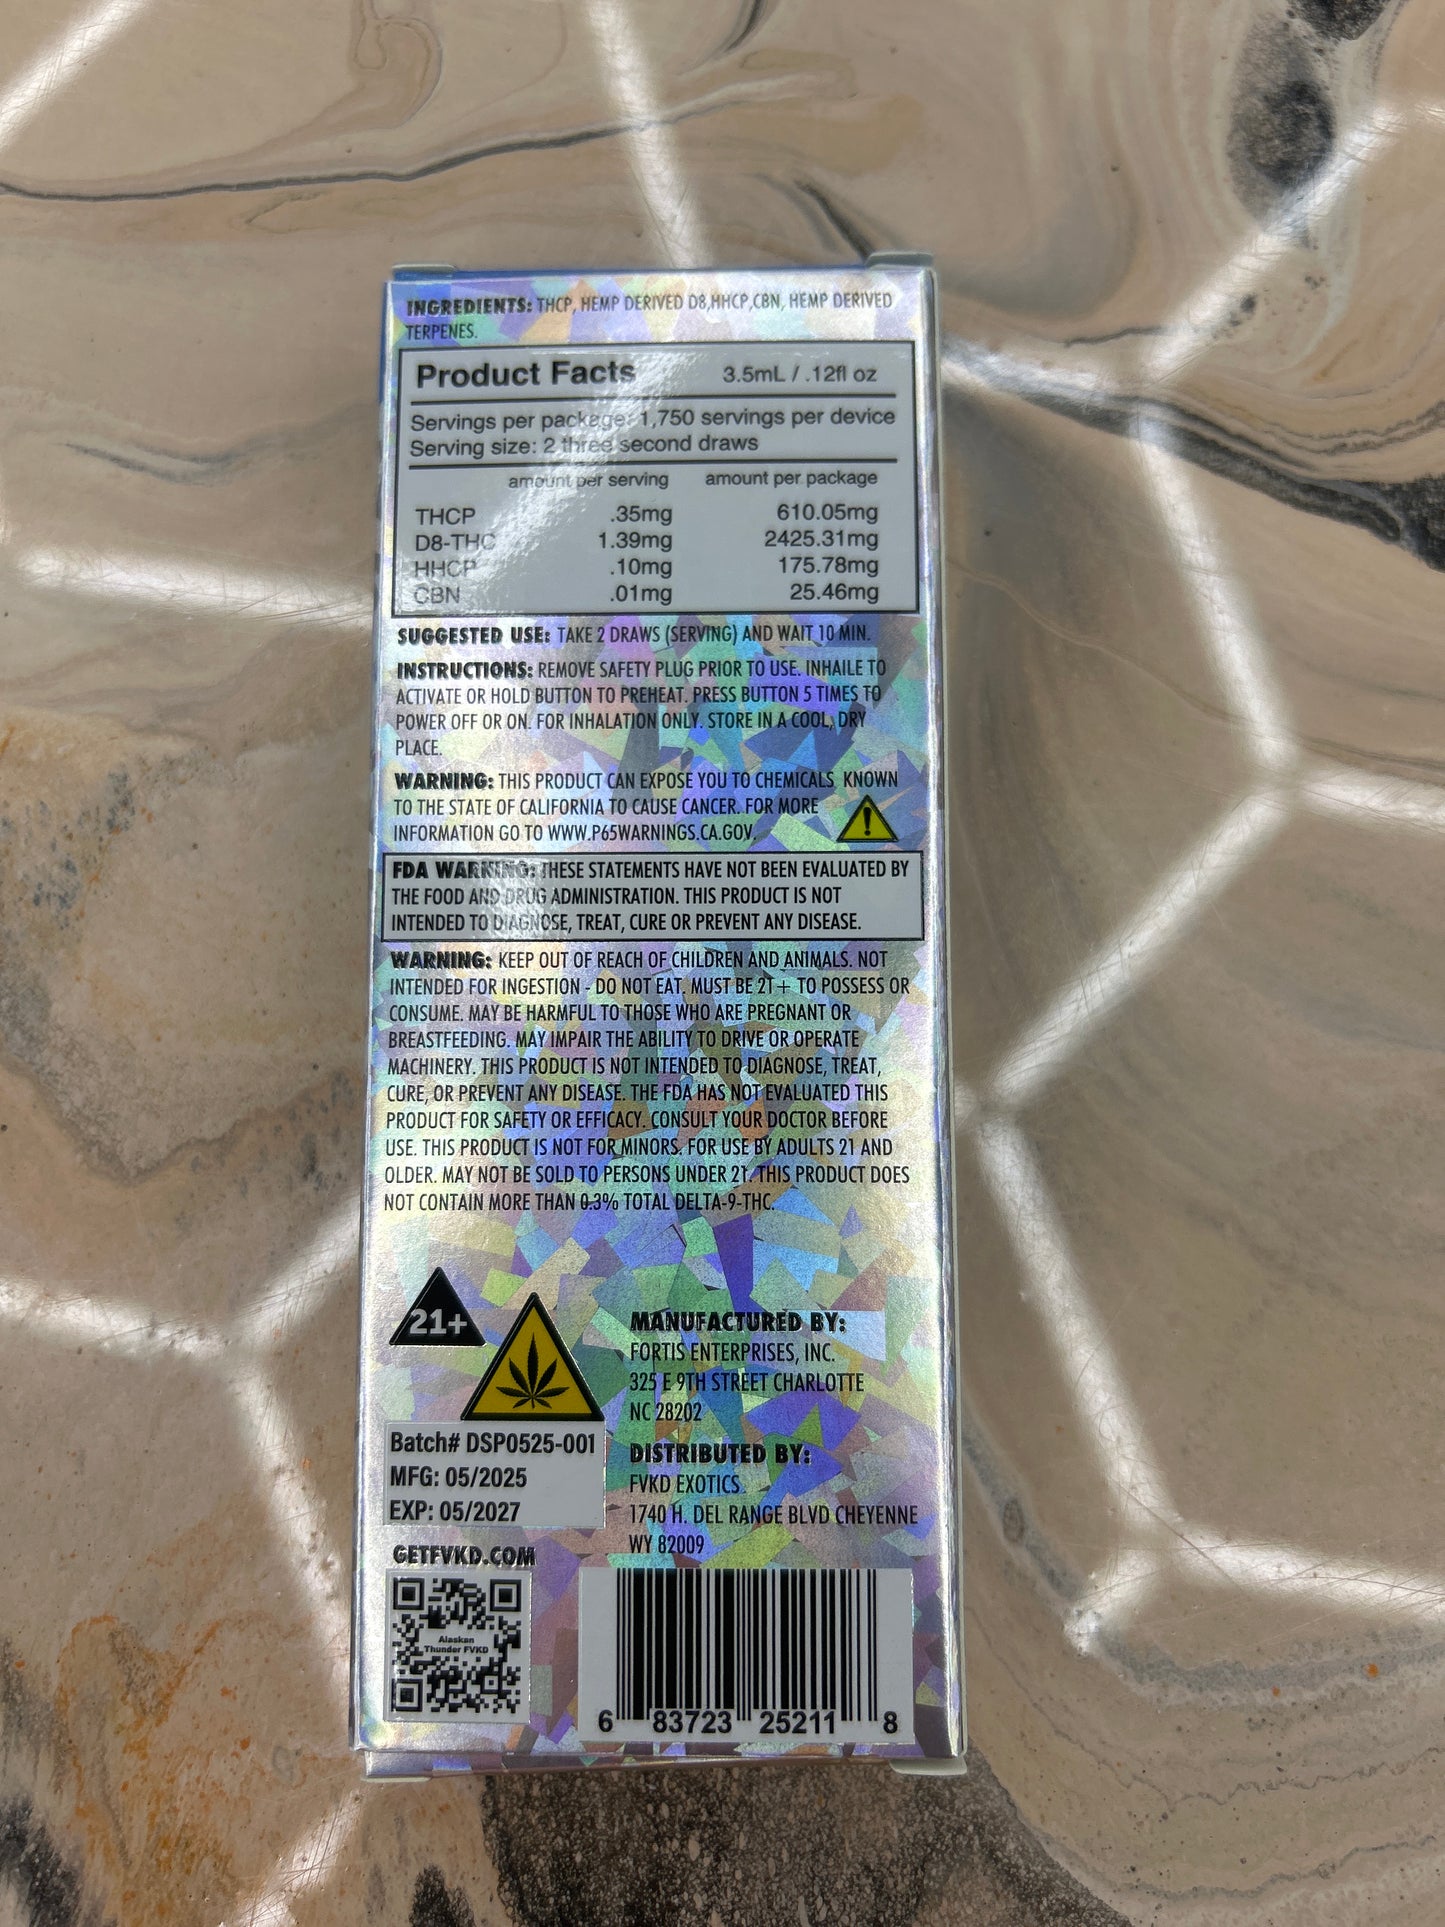 INGREDIENTS: THCP, HEMP DERIVED D8,HHCP,CBN, HEMP DERIVED
TERPENES.
Product Facts 3.5mL / .12fl oz
Servings per package: 1,750 servings per device
Serving size: 2 three second draws
amount per serving amount per package
THCP .35mg 610.05mg
D8-THC 1.39mg 2425.31mg
HHCP .10mg 175.78mg
CBN .01mg 25.46mg
SUGGESTED USE: TAKE 2 DRAWS (SERVING) AND WAIT 10 MIN.
INSTRUCTIONS: REMOVE SAFETY PLUG PRIOR TO USE. INHAILE TO
ACTIVATE OR HOLD BUTTON TO PREHEAT. PRESS BUTTON 5 TIMES TO
POWER OFF OR ON. FOR INHALATION ONLY. STORE IN A COOL, DRY
PLACE.
WARNING: THIS PRODUCT CAN EXPOSE YOU TO CHEMICALS KNOWN
TO THE STATE OF CALIFORNIA TO CAUSE CANCER. FOR MORE
INFORMATION GO TO WWW.P65WARNINGS.CA.GOV.
FDA WARNING: THESE STATEMENTS HAVE NOT BEEN EVALUATED BY
THE FOOD AND DRUG ADMINISTRATION. THIS PRODUCT IS NOT
INTENDED TO DIAGNOSE, TREAT, CURE OR PREVENT ANY DISEASE.
WARNING: KEEP OUT OF REACH OF CHILDREN AND ANIMALS. NOT
INTENDED FOR INGESTION - DO NOT EAT. MUST BE 21+ TO POSSESS OR
CONSUME. MAY BE HARMFUL TO THOSE WHO ARE PREGNANT OR
BREASTFEEDING. MAY IMPAIR THE ABILITY TO DRIVE OR OPERATE
MACHINERY. THIS PRODUCT IS NOT INTENDED TO DIAGNOSE, TREAT,
CURE, OR PREVENT ANY DISEASE. THE FDA HAS NOT EVALUATED THIS
PRODUCT FOR SAFETY OR EFFICACY. CONSULT YOUR DOCTOR BEFORE
USE. THIS PRODUCT IS NOT FOR MINORS. FOR USE BY ADULTS 21 AND
OLDER. MAY NOT BE SOLD TO PERSONS UNDER 21. THIS PRODUCT DOES
NOT CONTAIN MORE THAN 0.3% TOTAL DELTA-9-THC.
21+
Batch# DSP0525-001
MFG: 05/2025
EXP: 05/2027
GETFVKD.COM
Alaskan
Thunder FVKD
MANUFACTURED BY:
FORTIS ENTERPRISES, INC.
325 E 9TH STREET CHARLOTTE
NC 28202
DISTRIBUTED BY:
FVKD EXOTICS
1740 H. DEL RANGE BLVD CHEYENNE
WY 82009
6 83723 25211 8